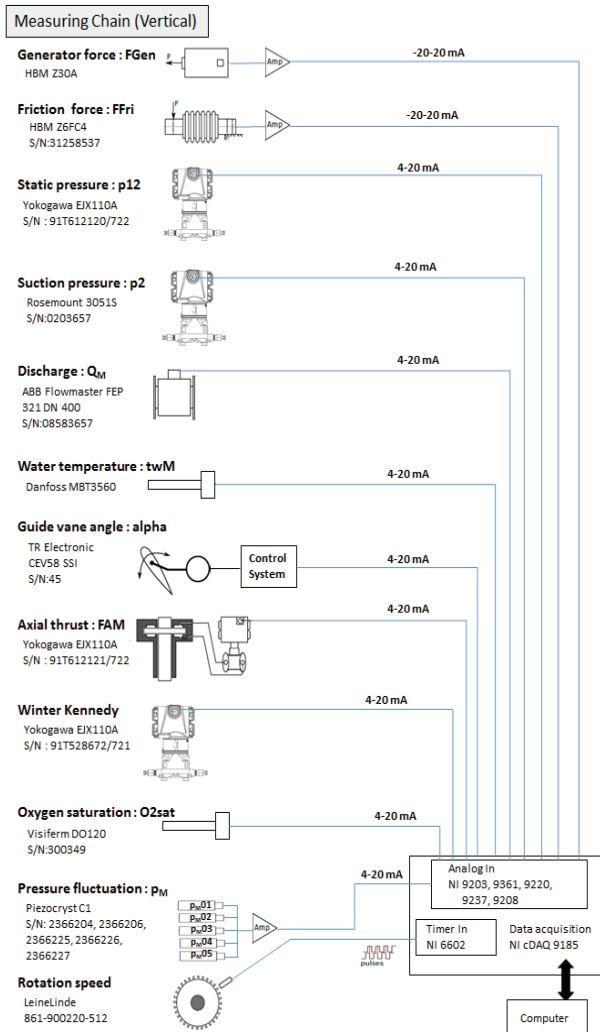 Measuring Chain (Vertical)
Generator force : FGen
HBM Z30A
F
Amp
-20-20 mA
Friction force : FFri
HBM Z6FC4
S/N:31258537
F
Amp
-20-20 mA
Static pressure : p12
Yokogawa EJX110A
S/N : 91T612120/722
4-20 mA
Suction pressure : p2
Rosemount 3051S
S/N:0203657
4-20 mA
Discharge : QM
ABB Flowmaster FEP
321 DN 400
S/N:08583657
4-20 mA
Water temperature : twM
Danfoss MBT3560
4-20 mA
Guide vane angle : alpha
TR Electronic
CEV58 SSI
S/N:45
Control
System
4-20 mA
Axial thrust : FAM
Yokogawa EJX110A
S/N : 91T612121/722
4-20 mA
Winter Kennedy
Yokogawa EJX110A
S/N : 91T528672/721
4-20 mA
Oxygen saturation : O2sat
Visiferm DO120
S/N:300349
4-20 mA
Pressure fluctuation : pM
Piezocryst C1
S/N: 2366204, 2366206,
2366225, 2366226,
2366227
pM01
pM02
pM03
pM04
pM05
Amp
4-20 mA
Analog In
NI 9203, 9361, 9220,
9237, 9208
Timer In
NI 6602
Data acquisition
NI cDAQ 9185
pulses
Rotation speed
LeineLinde
861-900220-512
Computer